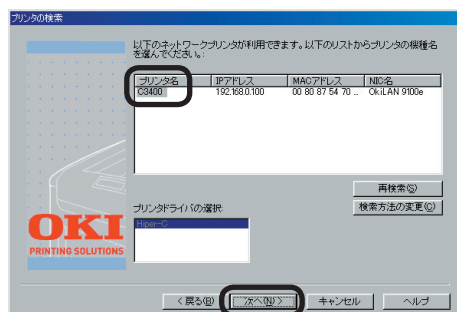 プリンタの検索
以下のネットワークプリンタが利用できます。以下のリストからプリンタの機種名
を選んでください。:
プリンタ名 IPアドレス MACアドレス NIC名
C3400 192.168.0.100 00 80 87 54 70 ... OkiLAN 9100e
再検索(S)
プリンタドライバの選択 検索方法の変更(C)
Hiper-C
OKI
PRINTING SOLUTIONS
< 戻る(B) 次へ(N) > キャンセル ヘルプ